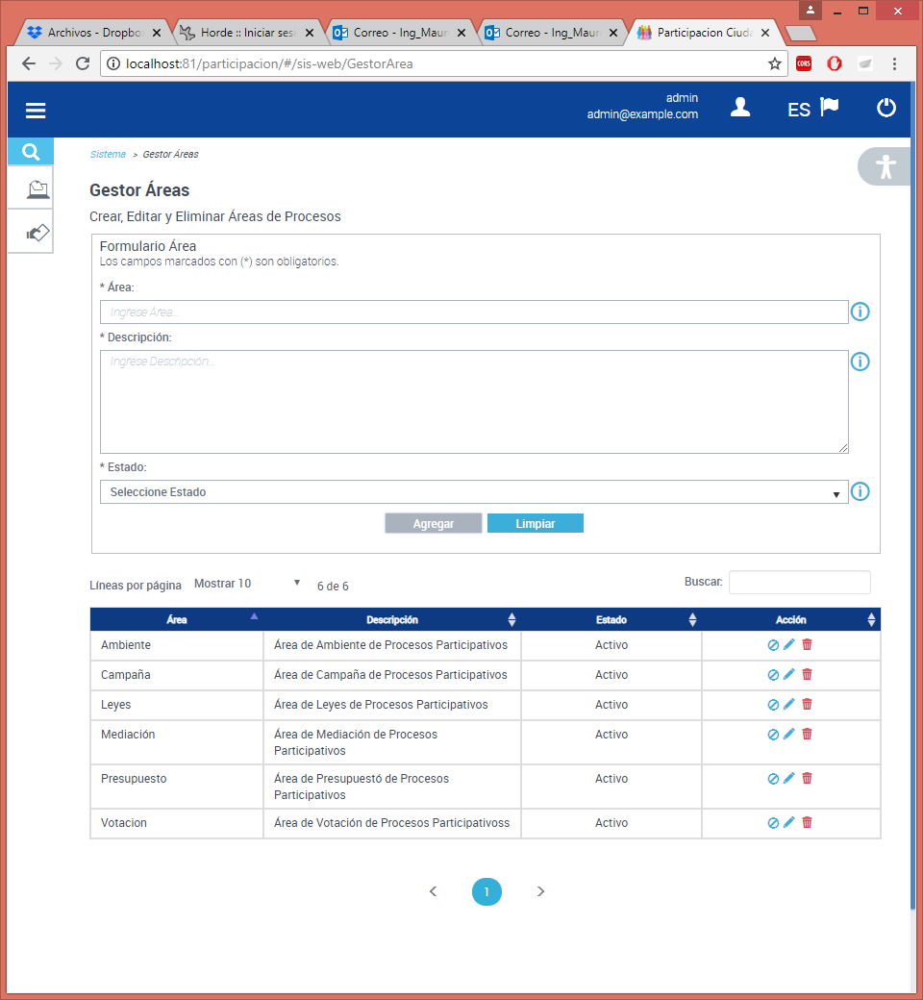 Archivos - Dropbo
Horde :: Iniciar ses
Correo - Ing_Maur
Correo - Ing_Maur
Participacion Ciuda
localhost:81/participacion/#/sis-web/GestorArea
CORS
admin
admin@example.com
ES
Sistema > Gestor Áreas
Gestor Áreas
Crear, Editar y Eliminar Áreas de Procesos
Formulario Área
Los campos marcados con (*) son obligatorios.
* Área:
Ingrese Área...
* Descripción:
Ingrese Descripción...
* Estado:
Seleccione Estado
Agregar Limpiar
Líneas por página Mostrar 10 6 de 6 Buscar:
Área Descripción Estado Acción
Ambiente Área de Ambiente de Procesos Participativos Activo
Campaña Área de Campaña de Procesos Participativos Activo
Leyes Área de Leyes de Procesos Participativos Activo
Mediación Área de Mediación de Procesos Activo
Participativos
Presupuesto Área de Presupuestó de Procesos Activo
Participativos
Votacion Área de Votación de Procesos Participativoss Activo
< 1 >